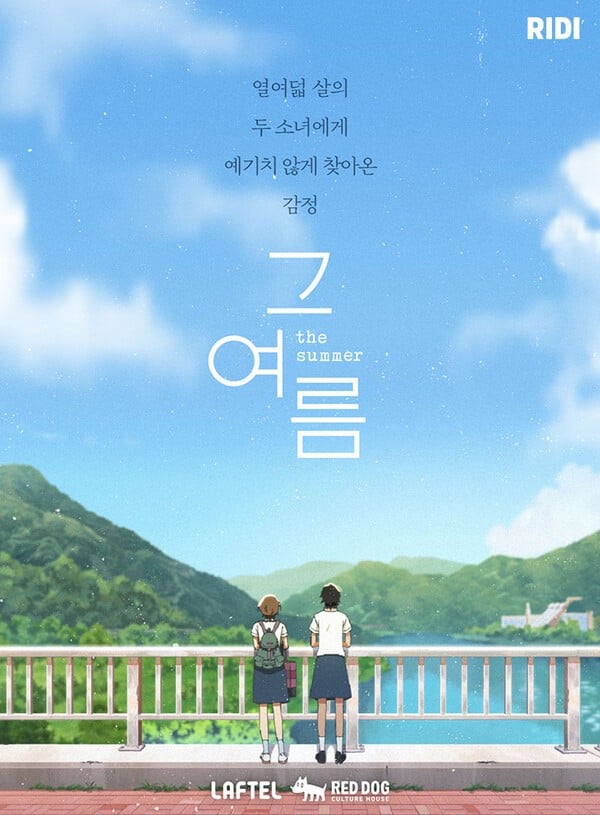 RIDI
열여덟 살의
두 소녀에게
예기치 않게 찾아온
감정
그
여
the
summer
름
LAFTEL
RED DOG
CULTURE HOUSE